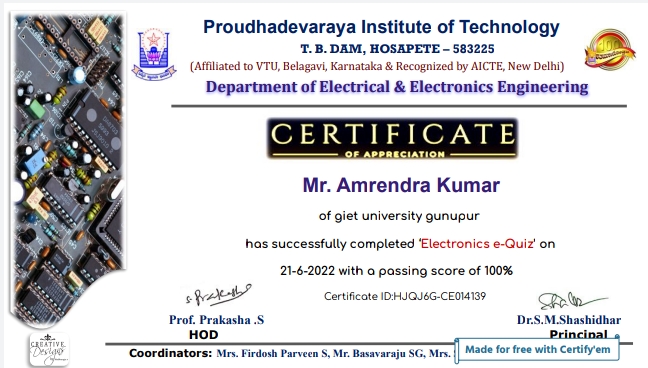 Proudhadevaraya Institute of Technology
T. B. DAM, HOSAPETE – 583225
(Affiliated to VTU, Belagavi, Karnataka & Recognized by AICTE, New Delhi)
Department of Electrical & Electronics Engineering
CERTIFICATE
OF APPRECIATION
Mr. Amrendra Kumar
of giet university gunupur
has successfully completed 'Electronics e-Quiz' on
21-6-2022 with a passing score of 100%
Certificate ID:HJQJ6G-CE014139
Prof. Prakasha .S
HOD
Dr.S.M.Shashidhar
Principal
CREATIVE
Designs
Coordinators: Mrs. Firdosh Parveen S, Mr. Basavaraju SG, Mrs.
Made for free with Certify'em